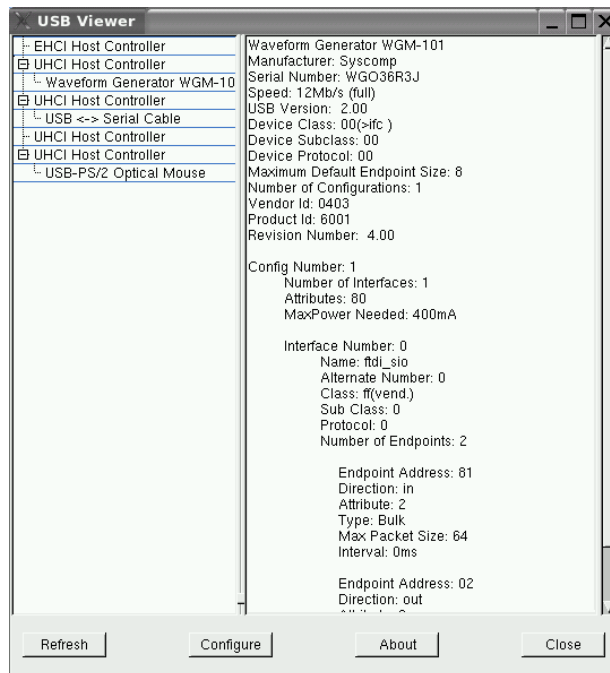 USB Viewer
EHCI Host Controller
UHCI Host Controller
Waveform Generator WGM-10
UHCI Host Controller
USB <-> Serial Cable
UHCI Host Controller
UHCI Host Controller
USB-PS/2 Optical Mouse
Waveform Generator WGM-101
Manufacturer: Syscomp
Serial Number: WGO36R3J
Speed: 12Mb/s (full)
USB Version:  2.00
Device Class: 00(>ifc )
Device Subclass: 00
Device Protocol: 00
Maximum Default Endpoint Size: 8
Number of Configurations: 1
Vendor Id: 0403
Product Id: 6001
Revision Number:  4.00
Config Number: 1
Number of Interfaces: 1
Attributes: 80
MaxPower Needed: 400mA
Interface Number: 0
Name: ftdi_sio
Alternate Number: 0
Class: ff(vend.)
Sub Class: 0
Protocol: 0
Number of Endpoints: 2
Endpoint Address: 81
Direction: in
Attribute: 2
Type: Bulk
Max Packet Size: 64
Interval: 0ms
Endpoint Address: 02
Direction: out
Refresh
Configure
About
Close